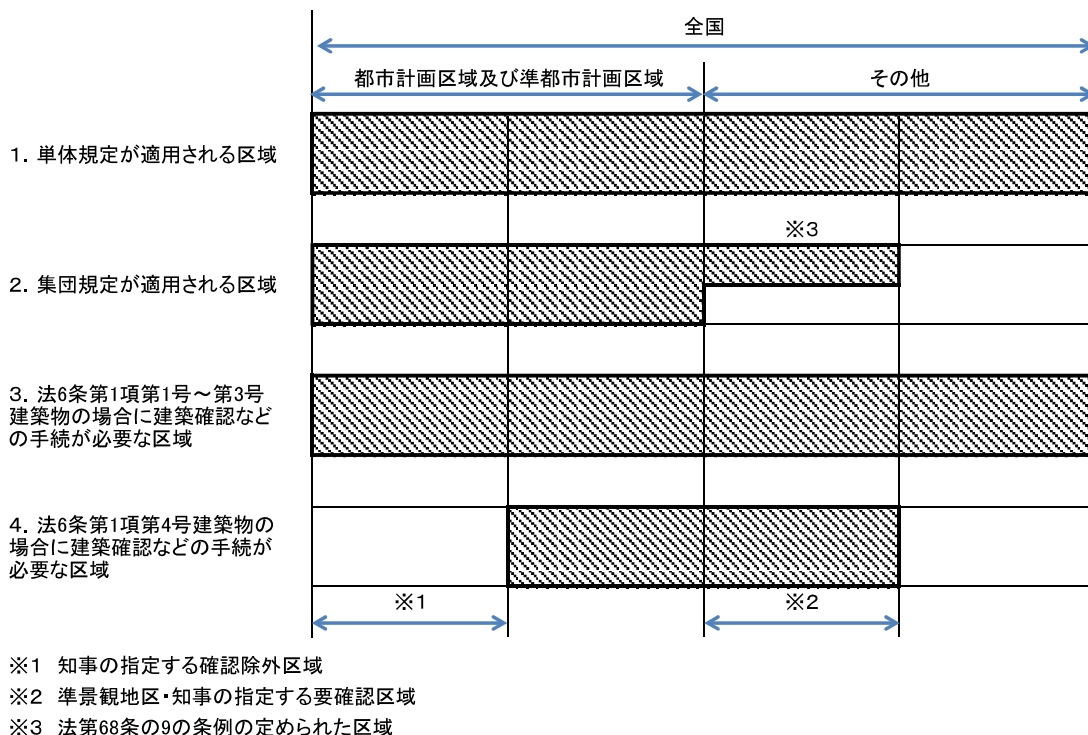 全国
都市計画区域及び準都市計画区域
その他
1．単体規定が適用される区域
※3
2．集団規定が適用される区域
3．法6条第1項第1号～第3号
建築物の場合に建築確認など
の手続が必要な区域
4．法6条第1項第4号建築物の
場合に建築確認などの手続が
必要な区域
※1
※2
※1　知事の指定する確認除外区域
※2　準景観地区・知事の指定する要確認区域
※3　法第68条の9の条例の定められた区域